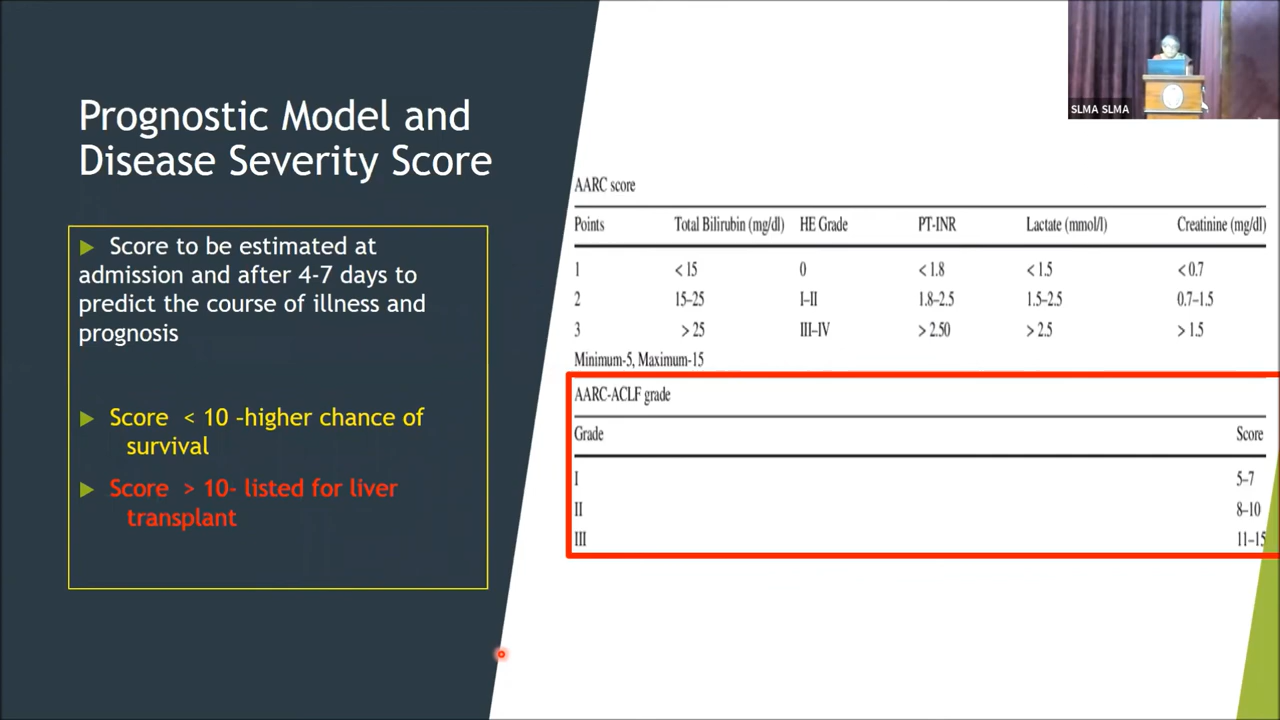 Prognostic Model and
Disease Severity Score
Score to be estimated at
admission and after 4-7 days to
predict the course of illness and
prognosis
Score < 10 –higher chance of
survival
Score > 10- listed for liver
transplant
SLMA SLMA
AARC score
Points Total Bilirubin (mg/dl) HE Grade PT-INR Lactate (mmol/l) Creatinine (mg/dl)
1 < 15 0 < 1.8 < 1.5 < 0.7
2 15–25 I–II 1.8–2.5 1.5–2.5 0.7–1.5
3 > 25 III–IV > 2.50 > 2.5 > 1.5
Minimum-5, Maximum-15
AARC-ACLF grade
Grade Score
I 5–7
II 8–10
III 11–15